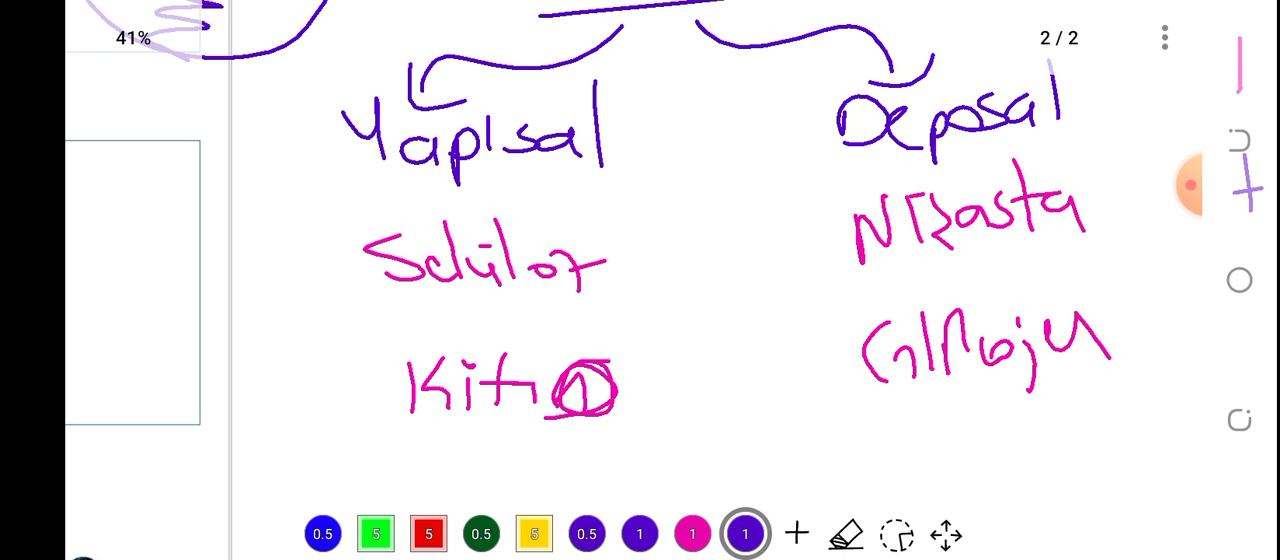 41%
2 / 2
Yapısal
Deposal
Selüloz
Nişasta
Kitin
Glikojen
0.5 5 5 0.5 5 0.5 1 1 1